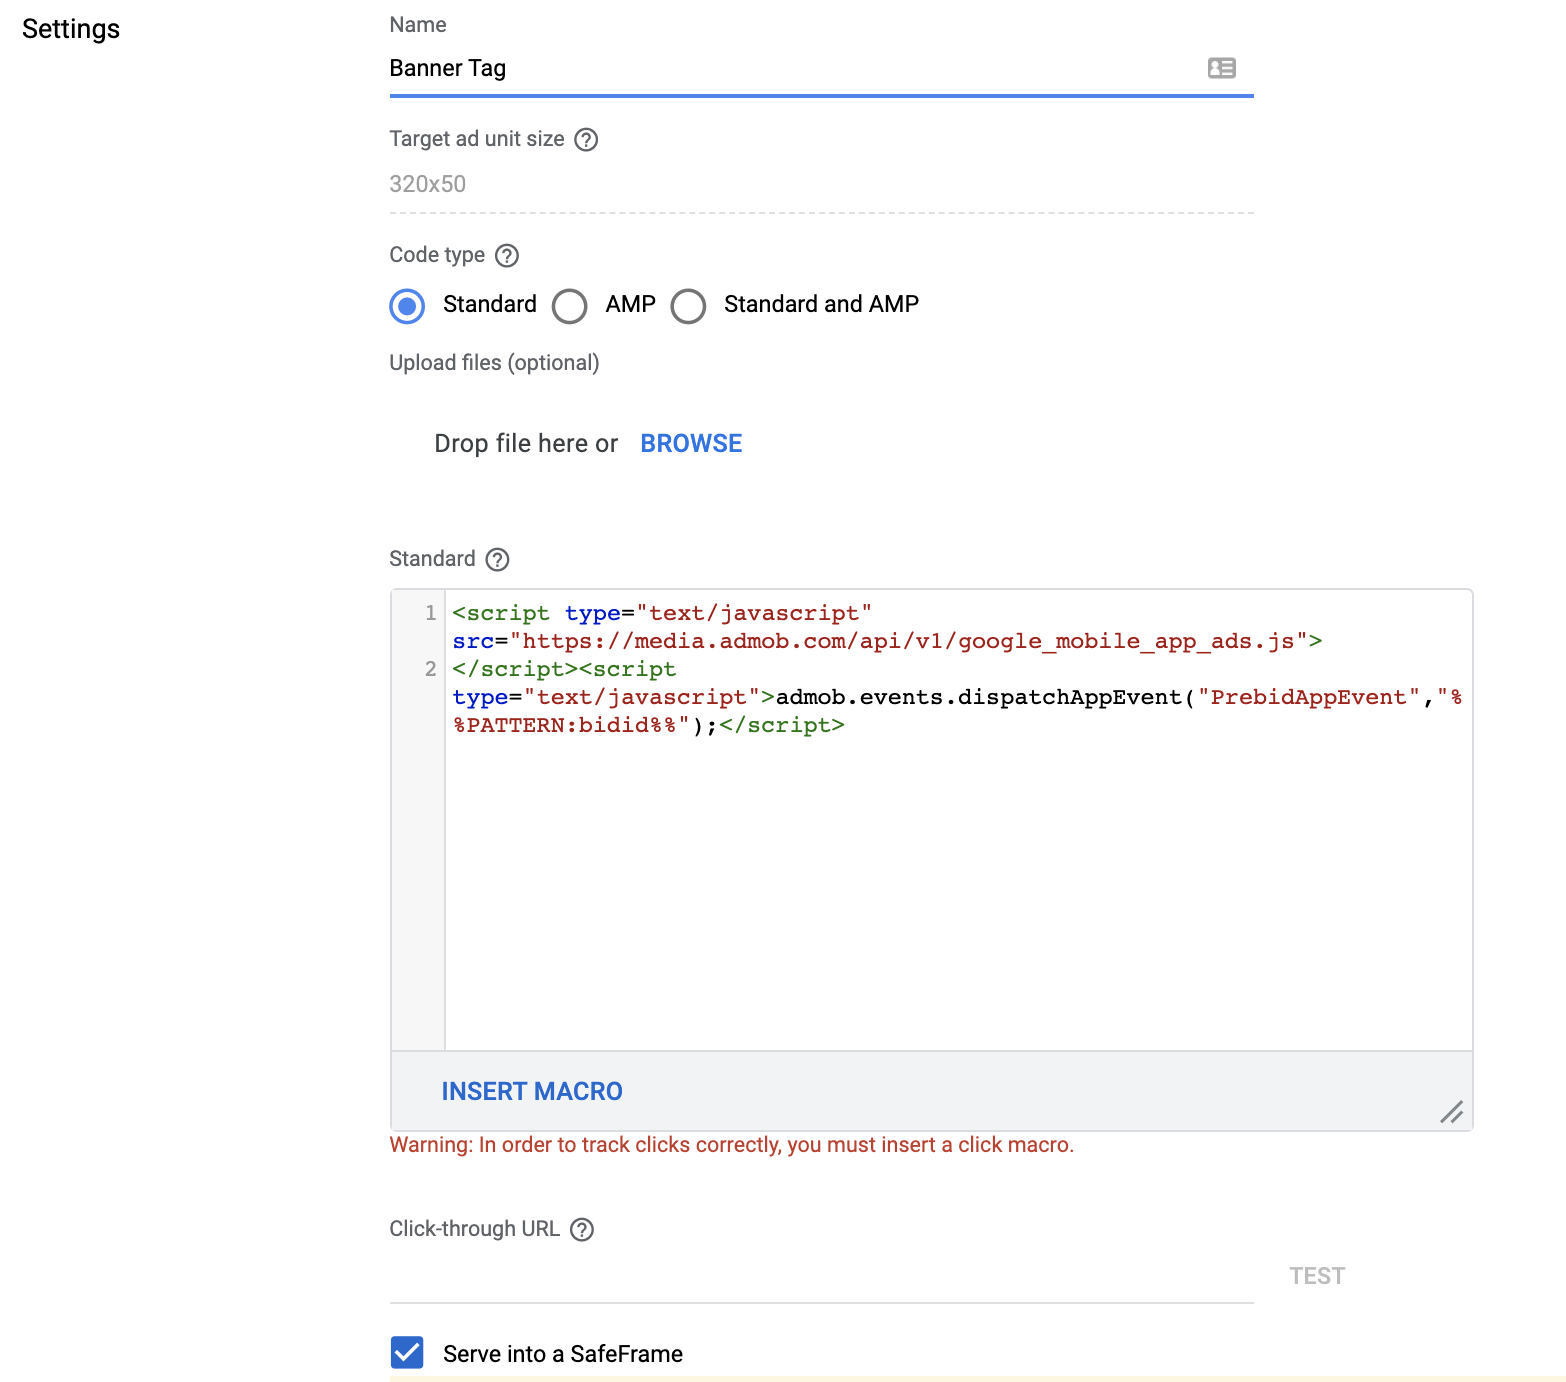 Settings
Name
Banner Tag
Target ad unit size
320x50
Code type
Standard AMP Standard and AMP
Upload files (optional)
Drop file here or BROWSE
Standard
1 <script type="text/javascript"
src="https://media.admob.com/api/v1/google_mobile_app_ads.js">
2 </script><script
type="text/javascript">admob.events.dispatchAppEvent("PrebidAppEvent","%
%PATTERN:bidid%%");</script>
INSERT MACRO
Warning: In order to track clicks correctly, you must insert a click macro.
Click-through URL
TEST
Serve into a SafeFrame